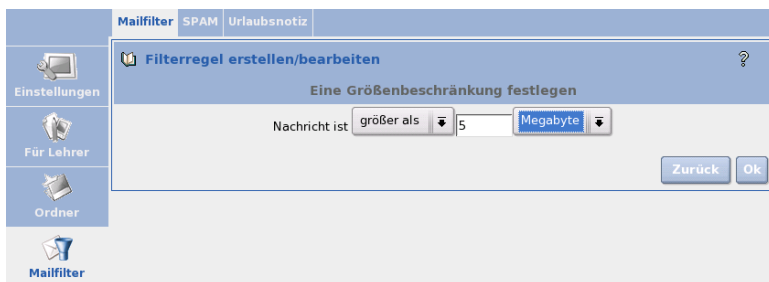 Mailfilter SPAM Urlaubsnotiz
Filterregel erstellen/bearbeiten ?
Eine Größenbeschränkung festlegen
Nachricht ist größer als 5 Megabyte
Zurück Ok
Einstellungen
Für Lehrer
Ordner
Mailfilter